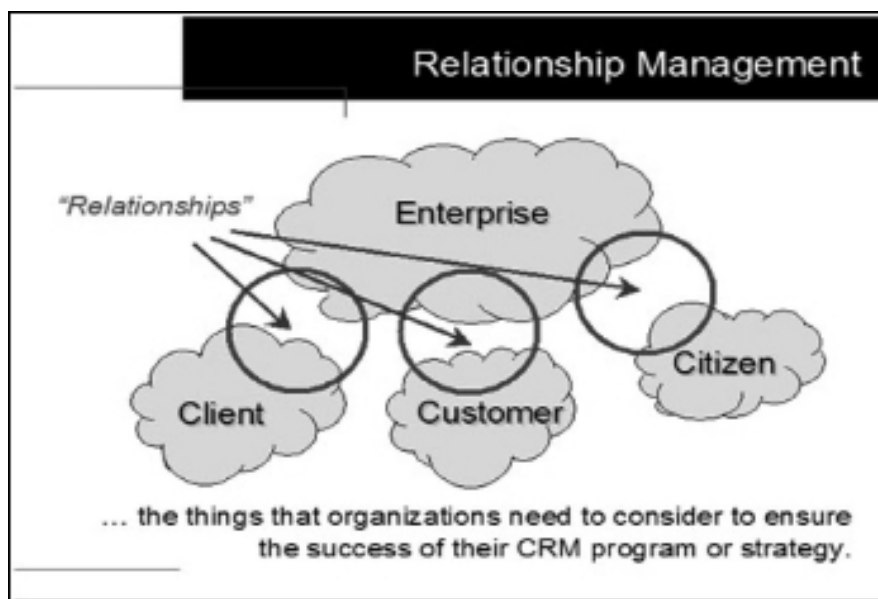 Relationship Management
“Relationships”
Enterprise
Client
Customer
Citizen
... the things that organizations need to consider to ensure
the success of their CRM program or strategy.